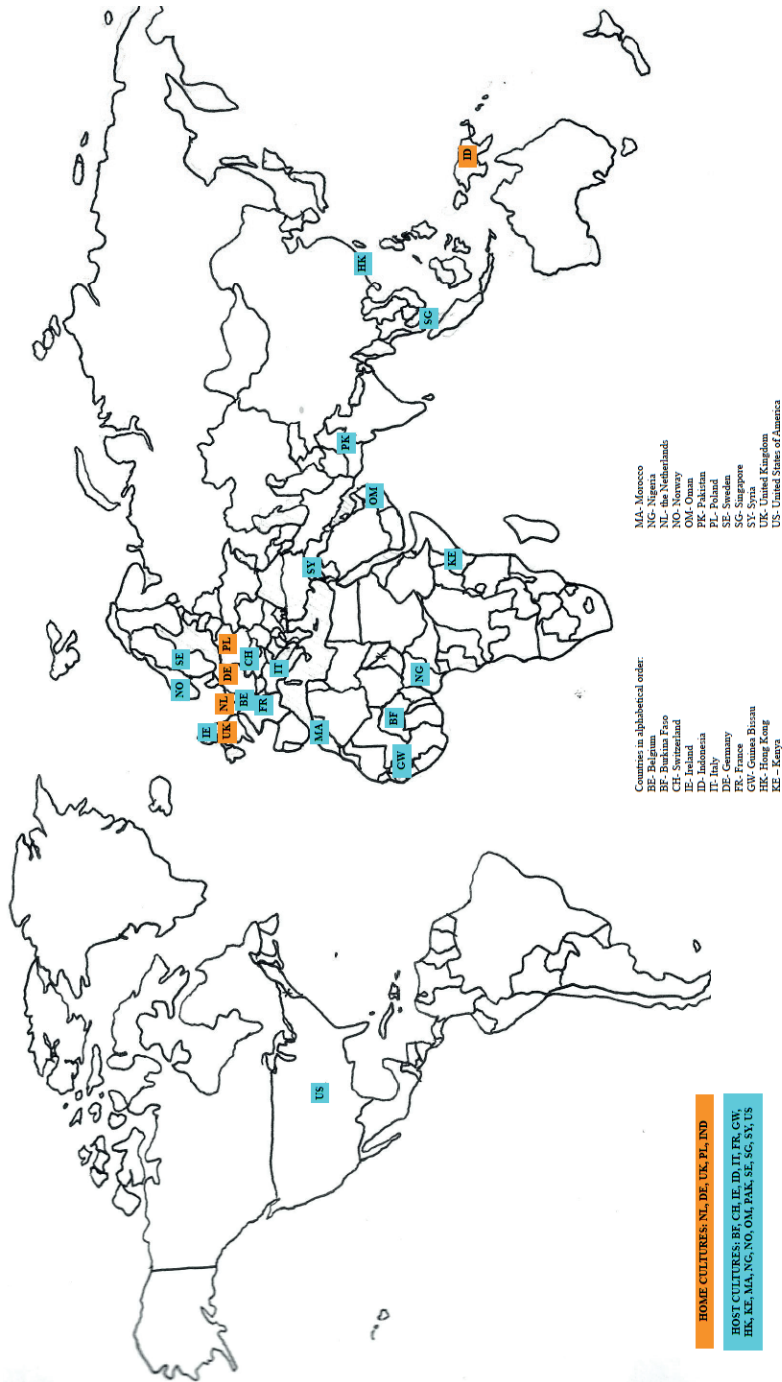 US
IE
UK
NL
BE
FR
DE
CH
PL
NO
SE
IT
MA
GW
BF
NG
SY
KE
OM
PK
SG
HK
ID
HOME CULTURES: NL, DE, UK, PL, IND
HOST CULTURES: BF, CH, IE, ID, IT, FR, GW,
HK, KE, MA, NG, NO, OM, PAK, SE, SG, SY, US
Countries in alphabetical order:
BE- Belgium
BF- Burkina Faso
CH- Switzerland
IE- Ireland
ID- Indonesia
IT- Italy
DE- Germany
FR- France
GW- Guinea Bissau
HK- Hong Kong
KE – Kenya
MA- Morocco
NG- Nigeria
NL- the Netherlands
NO- Norway
OM- Oman
PK- Pakistan
PL- Poland
SE- Sweden
SG- Singapore
SY- Syria
UK- United Kingdom
US- United States of America